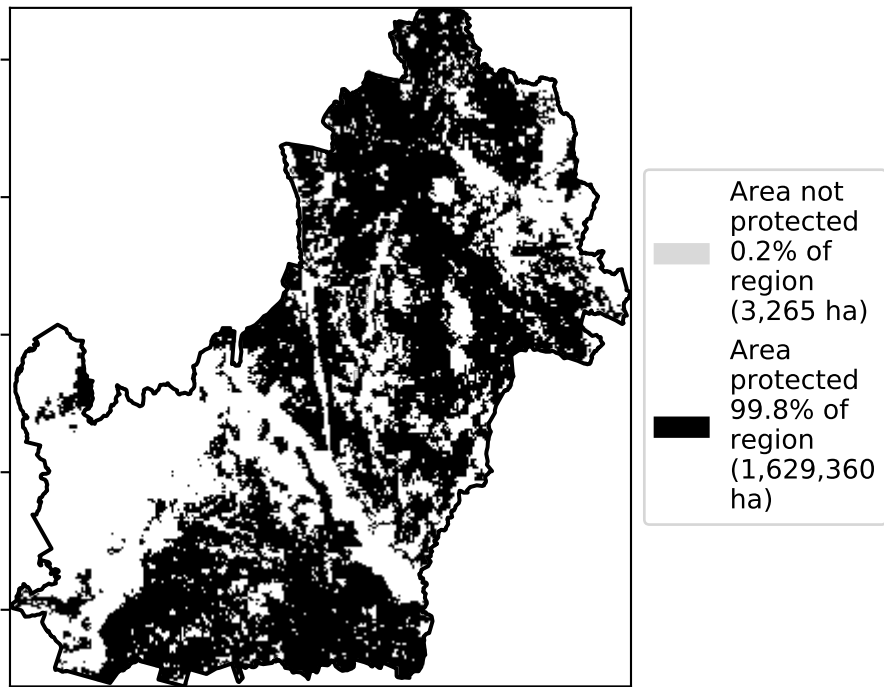 Area not
protected
0.2% of
region
(3,265 ha)
Area
protected
99.8% of
region
(1,629,360
ha)